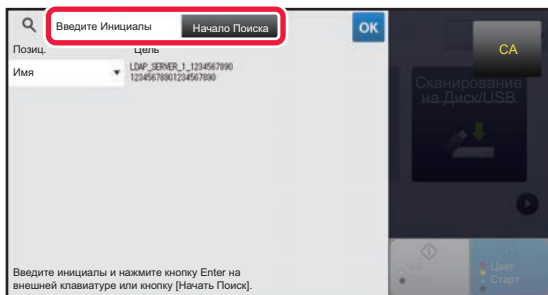 Введите Инициалы
Начало Поиска
OK
CA
Позиц.
Цель
Имя
LDAP_SERVER_1_1234567890
12345678901234567890
Сканирование
на Диск/USB
Введите инициалы и нажмите кнопку Enter на
внешней клавиатуре или кнопку [Начать Поиск].
Ч/Б
Старт
Цвет
Старт